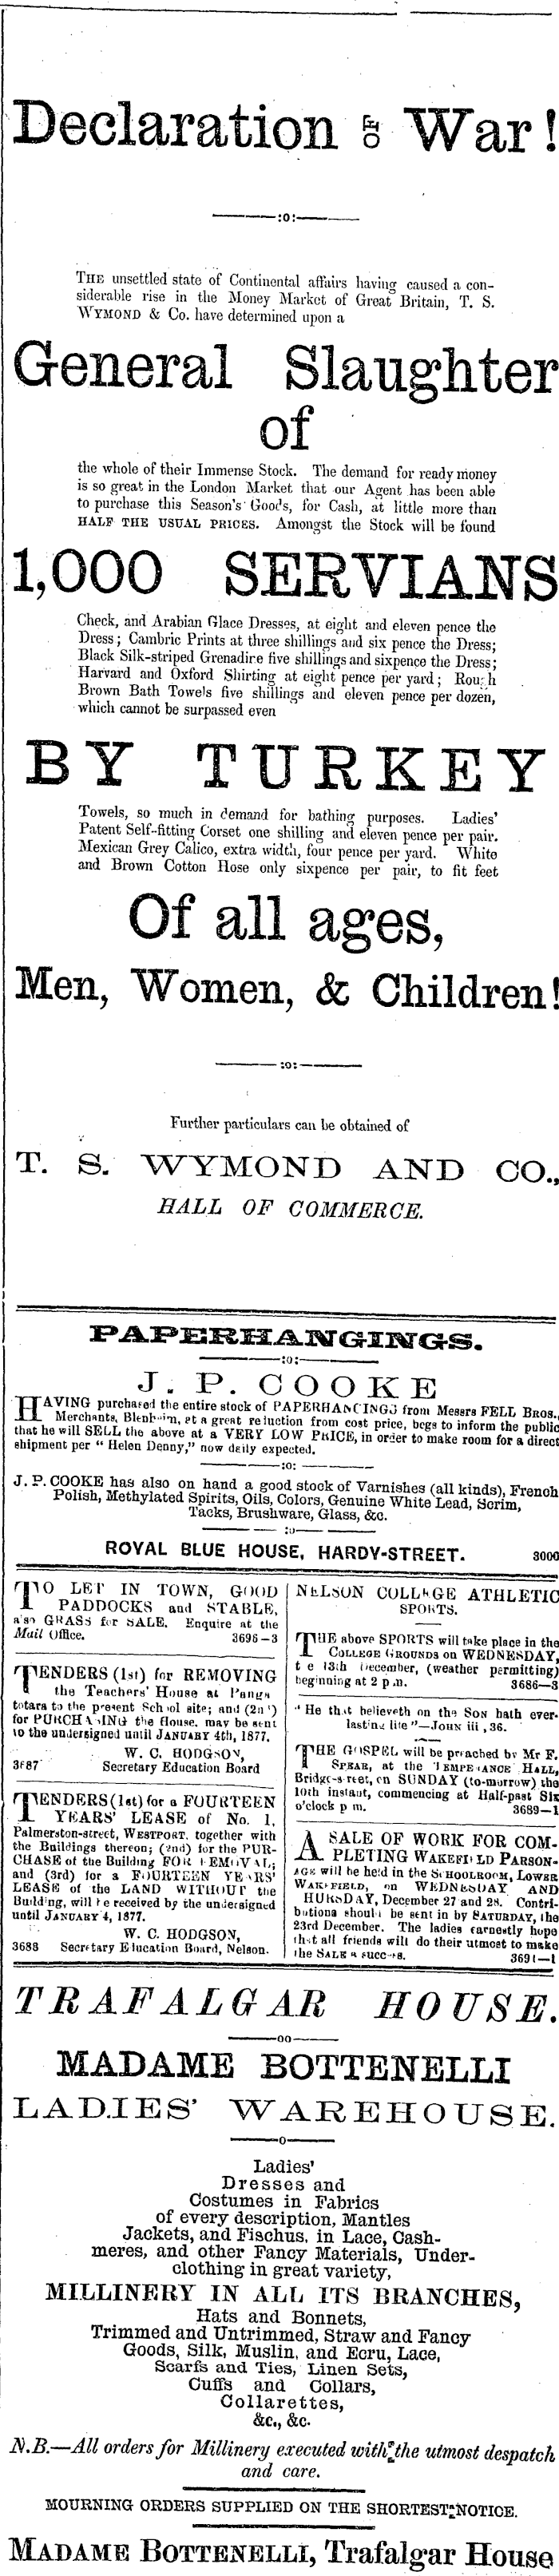 Declaration OF War!
:o:
THE unsettled state of Continental affairs having caused a con-
siderable rise in the Money Market of Great Britain, T. S.
WYMOND & Co. have determined upon a
General Slaughter
of
the whole of their Immense Stock. The demand for ready money
is so great in the London Market that our Agent has been able
to purchase this Season's Goods, for Cash, at little more than
HALF THE USUAL PRICES. Amongst the Stock will be found
1,000 SERVIANS
Check, and Arabian Glace Dresses, at eight and eleven pence the
Dress; Cambric Prints at three shillings and six pence the Dress;
Black Silk-striped Grenadire five shillings and sixpence the Dress;
Harvard and Oxford Shirting at eight pence per yard; Rough
Brown Bath Towels five shillings and eleven pence per dozen,
which cannot be surpassed even
BY TURKEY
Towels, so much in demand for bathing purposes. Ladies'
Patent Self-fitting Corset one shilling and eleven pence per pair.
Mexican Grey Calico, extra width, four pence per yard. White
and Brown Cotton Hose only sixpence per pair, to fit feet
Of all ages,
Men, Women, & Children!
:o:
Further particulars can be obtained of
T. S. WYMOND AND CO.,
HALL OF COMMERCE.
PAPERHANGINGS.
:o:
J. P. COOKE
HAVING purchased the entire stock of PAPERHANGINGS from Messrs FELL BROS.,
Merchants, Blenheim, at a great reduction from cost price, begs to inform the public
that he will SELL the above at a VERY LOW PRICE, in order to make room for a direct
shipment per " Helen Denny," now daily expected.
:o:
J. P. COOKE has also on hand a good stock of Varnishes (all kinds), French
Polish, Methylated Spirits, Oils, Colors, Genuine White Lead, Scrim,
Tacks, Brushware, Glass, &c.
:o:
ROYAL BLUE HOUSE, HARDY-STREET. 3000
TO LET IN TOWN, GOOD
PADDOCKS and STABLE,
also GRASS for SALE. Enquire at the
Mail Office. 3695-3
TENDERS (1st) for REMOVING
the Teachers' House at Panga
totara to the present School site; and (2nd)
for PURCHASING the House, may be sent
to the undersigned until JANUARY 4th, 1877.
W. C. HODGSON,
3687 Secretary Education Board
TENDERS (1st) for a FOURTEEN
YEARS' LEASE of No. 1,
Palmerston-street, WESTPORT, together with
the Buildings thereon; (2nd) for the PUR-
CHASE of the Building FOR REMOVAL;
and (3rd) for a FOURTEEN YEARS'
LEASE of the LAND WITHOUT the
Building, will be received by the undersigned
until JANUARY 4, 1877.
W. C. HODGSON,
3688 Secretary Education Board, Nelson.
NELSON COLLEGE ATHLETIC
SPORTS.
THE above SPORTS will take place in the
COLLEGE GROUNDS on WEDNESDAY,
the 13th December, (weather permitting)
beginning at 2 p.m. 3686-3
" He that believeth on the SON hath ever-
lasting life "—JOHN iii, 36.
THE GOSPEL will be preached by Mr F.
SPEAR, at the TEMPERANCE HALL,
Bridge-street, on SUNDAY (to-morrow) the
10th instant, commencing at Half-past Six
o'clock p m. 3689-1
A SALE OF WORK FOR COM-
PLETING WAKEFIELD PARSON-
AGE will be held in the SCHOOLROOM, LOWER
WAKEFIELD, on WEDNESDAY AND
THURSDAY, December 27 and 28. Contri-
butions should be sent in by SATURDAY, the
23rd December. The ladies earnestly hope
that all friends will do their utmost to make
the SALE a success. 3691-1
TRAFALGAR HOUSE.
oo
MADAME BOTTENELLI
LADIES' WAREHOUSE.
o
Ladies'
Dresses and
Costumes in Fabrics
of every description, Mantles
Jackets, and Fischus, in Lace, Cash-
meres, and other Fancy Materials, Under-
clothing in great variety,
MILLINERY IN ALL ITS BRANCHES,
Hats and Bonnets,
Trimmed and Untrimmed, Straw and Fancy
Goods, Silk, Muslin, and Ecru, Lace,
Scarfs and Ties, Linen Sets,
Cuffs and Collars,
Collarettes,
&c., &c.
N.B.—All orders for Millinery executed with the utmost despatch
and care.
MOURNING ORDERS SUPPLIED ON THE SHORTEST NOTICE.
MADAME BOTTENELLI, Trafalgar House